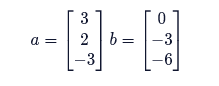 a = [3 2 −3] b = [0 −3 −6]